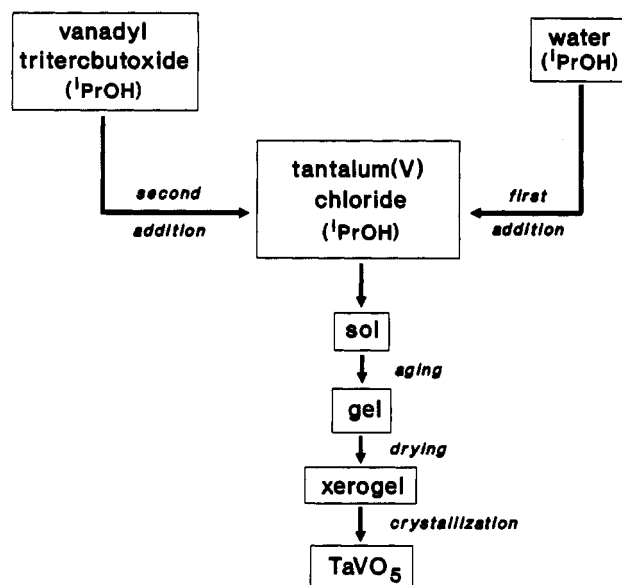 vanadyl
tritercbutoxide
(ⁱPrOH)
water
(ⁱPrOH)
second
addition
tantalum(V)
chloride
(ⁱPrOH)
first
addition
sol
aging
gel
drying
xerogel
crystallization
TaVO₅